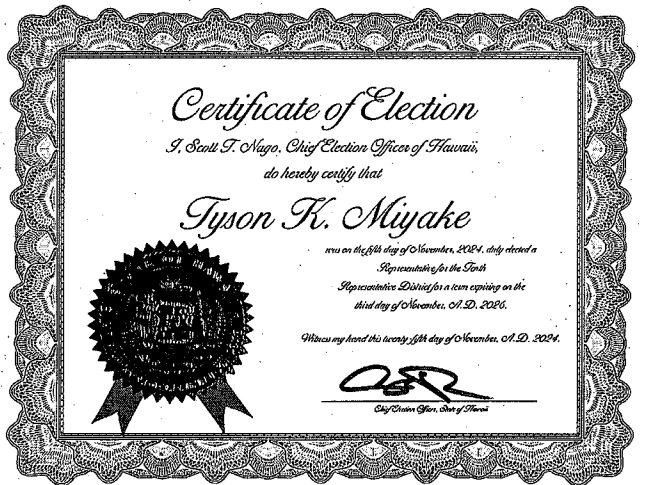 Certificate of Election
I, Scott T. Nago, Chief Election Officer of Hawaii,
do hereby certify that
Tyson K. Miyake
was on the fifth day of November, 2024, duly elected a
Representative for the Tenth
Representative District for a term expiring on the
third day of November, A.D. 2026.
Witness my hand this twenty fifth day of November, A.D. 2024.
Chief Election Officer, State of Hawaii